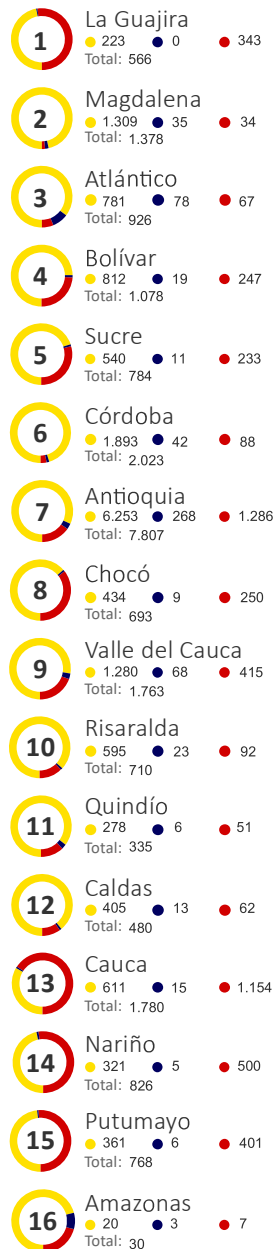 1
La Guajira
223 0 343
Total: 566
2
Magdalena
1.309 35 34
Total: 1.378
3
Atlántico
781 78 67
Total: 926
4
Bolívar
812 19 247
Total: 1.078
5
Sucre
540 11 233
Total: 784
6
Córdoba
1.893 42 88
Total: 2.023
7
Antioquia
6.253 268 1.286
Total: 7.807
8
Chocó
434 9 250
Total: 693
9
Valle del Cauca
1.280 68 415
Total: 1.763
10
Risaralda
595 23 92
Total: 710
11
Quindío
278 6 51
Total: 335
12
Caldas
405 13 62
Total: 480
13
Cauca
611 15 1.154
Total: 1.780
14
Nariño
321 5 500
Total: 826
15
Putumayo
361 6 401
Total: 768
16
Amazonas
20 3 7
Total: 30